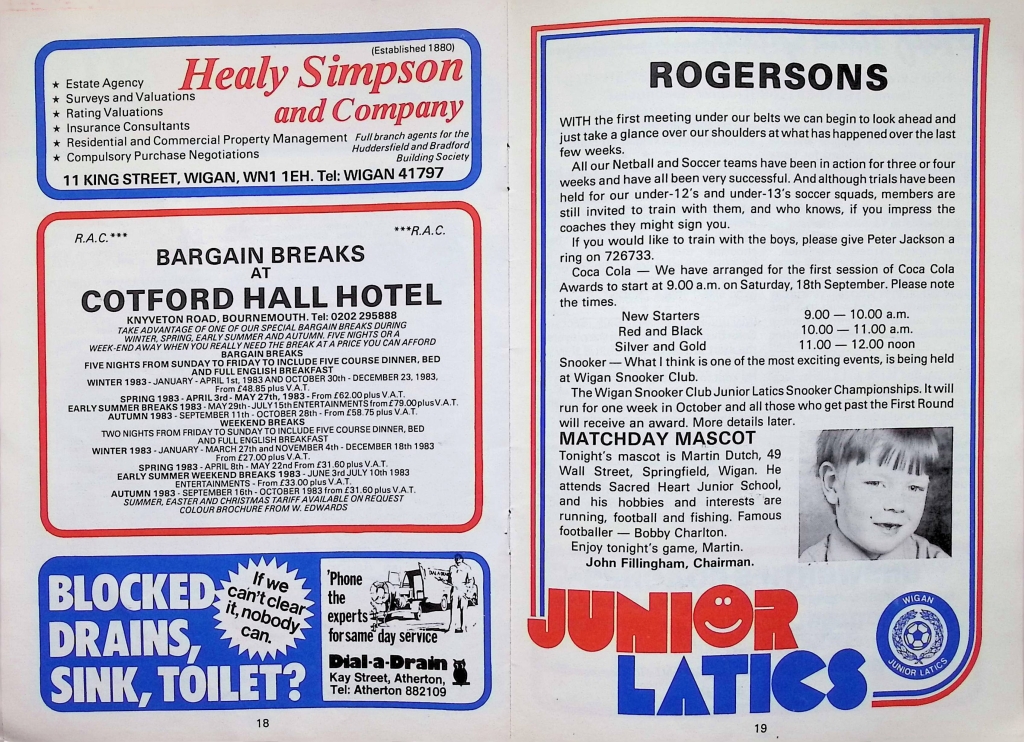 (Established 1880)
Healy Simpson
and Company
★ Estate Agency
★ Surveys and Valuations
★ Rating Valuations
★ Insurance Consultants
★ Residential and Commercial Property Management
★ Compulsory Purchase Negotiations
Full branch agents for the
Huddersfield and Bradford
Building Society
11 KING STREET, WIGAN, WN1 1EH. Tel: WIGAN 41797
R.A.C.*** ***R.A.C.
BARGAIN BREAKS
AT
COTFORD HALL HOTEL
KNYVETON ROAD, BOURNEMOUTH. Tel: 0202 295888
TAKE ADVANTAGE OF ONE OF OUR SPECIAL BARGAIN BREAKS DURING
WINTER, SPRING, EARLY SUMMER AND AUTUMN. FIVE NIGHTS OR A
WEEK-END AWAY WHEN YOU REALLY NEED THE BREAK AT A PRICE YOU CAN AFFORD
BARGAIN BREAKS
FIVE NIGHTS FROM SUNDAY TO FRIDAY TO INCLUDE FIVE COURSE DINNER, BED
AND FULL ENGLISH BREAKFAST
WINTER 1983 - JANUARY - APRIL 1st, 1983 AND OCTOBER 30th - DECEMBER 23, 1983,
From £48.85 plus V.A.T.
SPRING 1983 - APRIL 3rd - MAY 27th, 1983 - From £62.00 plus V.A.T.
EARLY SUMMER BREAKS 1983 - MAY 29th - JULY 15th ENTERTAINMENTS from £79.00 plus V.A.T.
AUTUMN 1983 - SEPTEMBER 11th - OCTOBER 28th - From £58.75 plus V.A.T.
WEEKEND BREAKS
TWO NIGHTS FROM FRIDAY TO SUNDAY TO INCLUDE FIVE COURSE DINNER, BED
AND FULL ENGLISH BREAKFAST
WINTER 1983 - JANUARY - MARCH 27th and NOVEMBER 4th - DECEMBER 18th 1983
From £27.00 plus V.A.T.
SPRING 1983 - APRIL 8th - MAY 22nd From £31.60 plus V.A.T.
EARLY SUMMER WEEKEND BREAKS 1983 - JUNE 3rd JULY 10th 1983
ENTERTAINMENTS - From £33.00 plus V.A.T.
AUTUMN 1983 - SEPTEMBER 16th - OCTOBER 1983 from £31.60 plus V.A.T.
SUMMER, EASTER AND CHRISTMAS TARIFF AVAILABLE ON REQUEST
COLOUR BROCHURE FROM W. EDWARDS
BLOCKED
DRAINS,
SINK, TOILET?
If we
can't clear
it, nobody
can.
'Phone
the
experts
for same day service
Dial-a-Drain
Kay Street, Atherton,
Tel: Atherton 882109
18
ROGERSONS
WITH the first meeting under our belts we can begin to look ahead and
just take a glance over our shoulders at what has happened over the last
few weeks.
All our Netball and Soccer teams have been in action for three or four
weeks and have all been very successful. And although trials have been
held for our under-12's and under-13's soccer squads, members are
still invited to train with them, and who knows, if you impress the
coaches they might sign you.
If you would like to train with the boys, please give Peter Jackson a
ring on 726733.
Coca Cola — We have arranged for the first session of Coca Cola
Awards to start at 9.00 a.m. on Saturday, 18th September. Please note
the times.
New Starters 9.00 — 10.00 a.m.
Red and Black 10.00 — 11.00 a.m.
Silver and Gold 11.00 — 12.00 noon
Snooker — What I think is one of the most exciting events, is being held
at Wigan Snooker Club.
The Wigan Snooker Club Junior Latics Snooker Championships. It will
run for one week in October and all those who get past the First Round
will receive an award. More details later.
MATCHDAY MASCOT
Tonight's mascot is Martin Dutch, 49
Wall Street, Springfield, Wigan. He
attends Sacred Heart Junior School,
and his hobbies and interests are
running, football and fishing. Famous
footballer — Bobby Charlton.
Enjoy tonight's game, Martin.
John Fillingham, Chairman.
JUNIOR
LATICS
WIGAN
JUNIOR LATICS
19